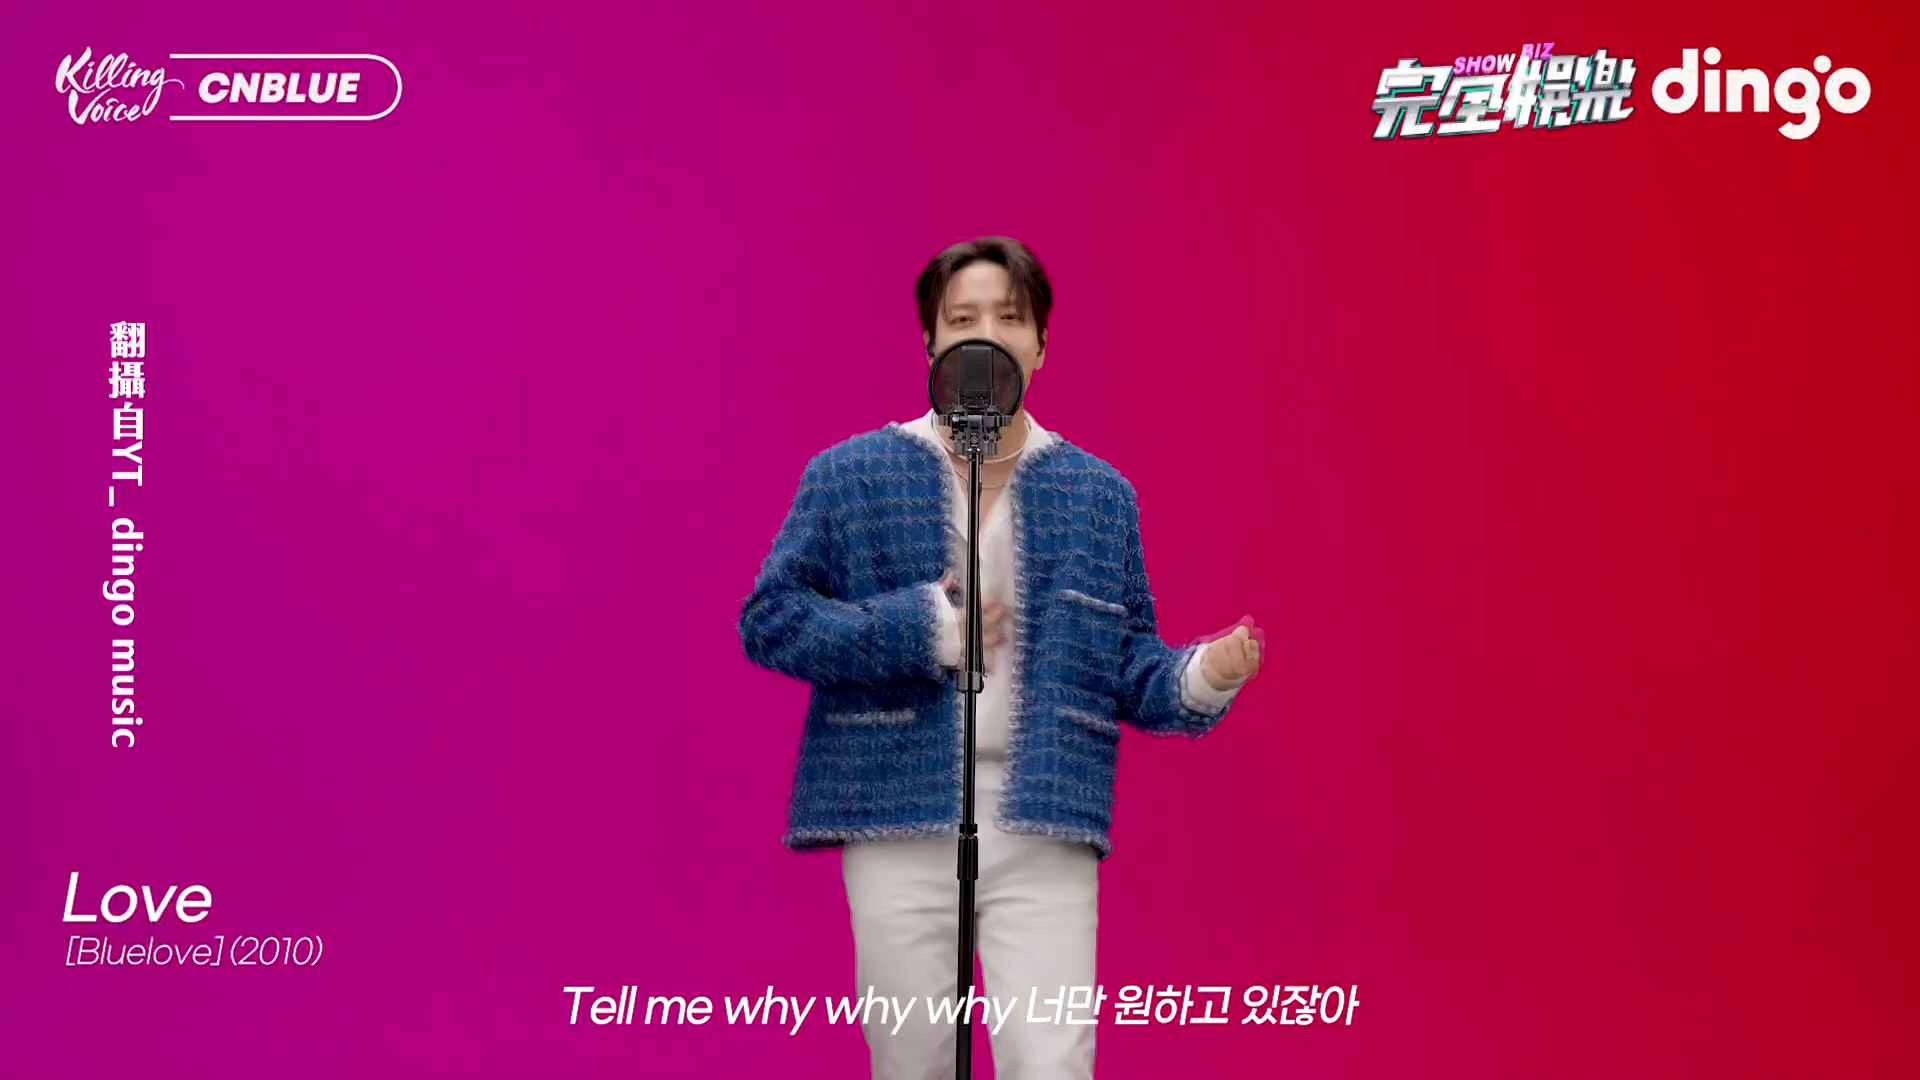 Killing
Voice
CNBLUE
SHOW BIZ
完全娛樂
dingo
翻攝自YT_dingo music
Love
[Bluelove] (2010)
Tell me why why why 너만 원하고 있잖아